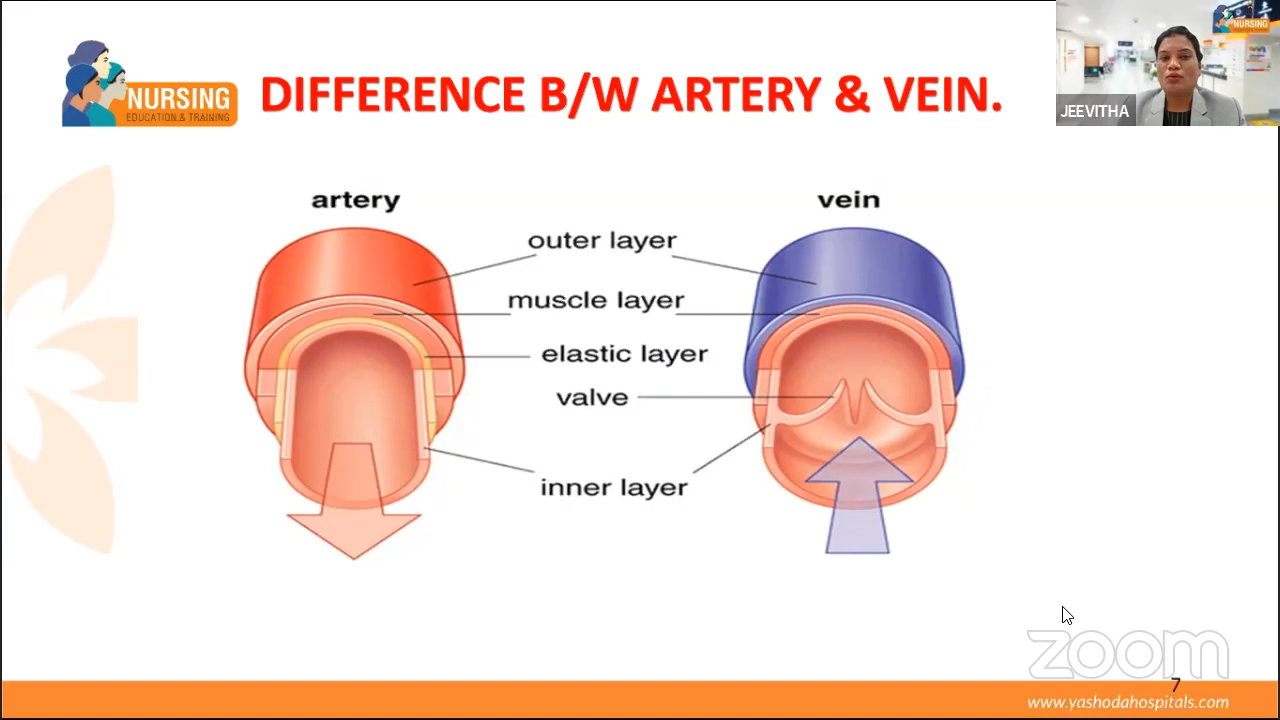 NURSING
EDUCATION & TRAINING
DIFFERENCE B/W ARTERY & VEIN.
NURSING
JEEVITHA
artery
vein
outer layer
muscle layer
elastic layer
valve
inner layer
zoom
7
www.yashodahospitals.com